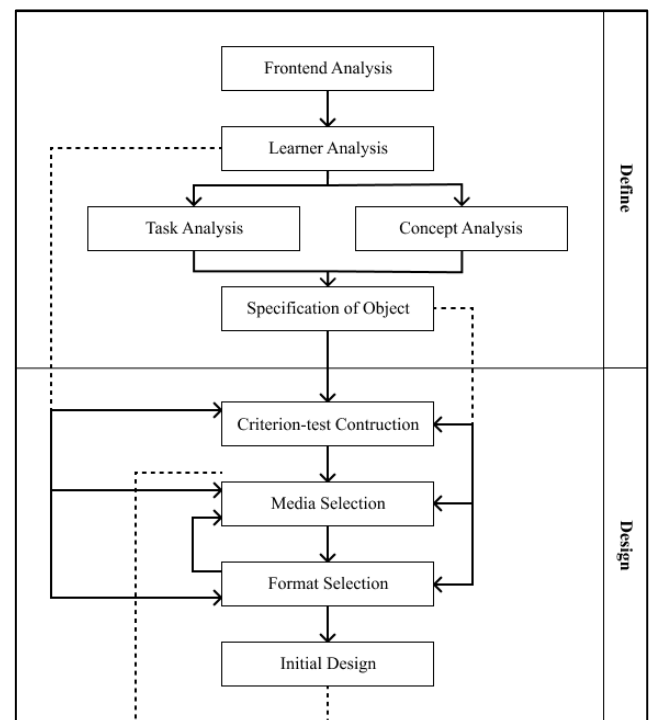 Frontend Analysis
Learner Analysis
Task Analysis
Concept Analysis
Specification of Object
Define
Criterion-test Contruction
Media Selection
Format Selection
Initial Design
Design